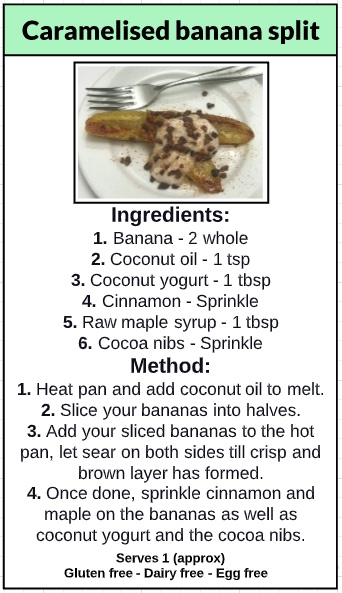 Caramelised banana split
Ingredients:
1. Banana - 2 whole
2. Coconut oil - 1 tsp
3. Coconut yogurt - 1 tbsp
4. Cinnamon - Sprinkle
5. Raw maple syrup - 1 tbsp
6. Cocoa nibs - Sprinkle
Method:
1. Heat pan and add coconut oil to melt.
2. Slice your bananas into halves.
3. Add your sliced bananas to the hot
pan, let sear on both sides till crisp and
brown layer has formed.
4. Once done, sprinkle cinnamon and
maple on the bananas as well as
coconut yogurt and the cocoa nibs.
Serves 1 (approx)
Gluten free - Dairy free - Egg free